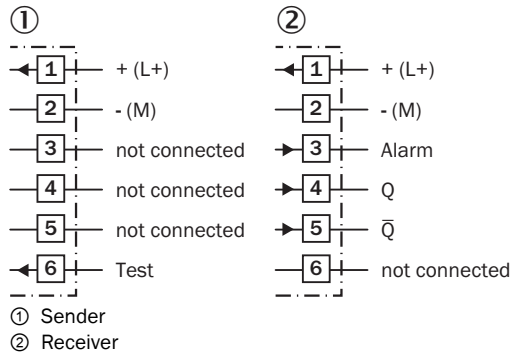 ① ②
1 + (L+) 1 + (L+)
2 - (M) 2 - (M)
3 not connected 3 Alarm
4 not connected 4 Q
5 not connected 5 Q̅
6 Test 6 not connected
① Sender
② Receiver